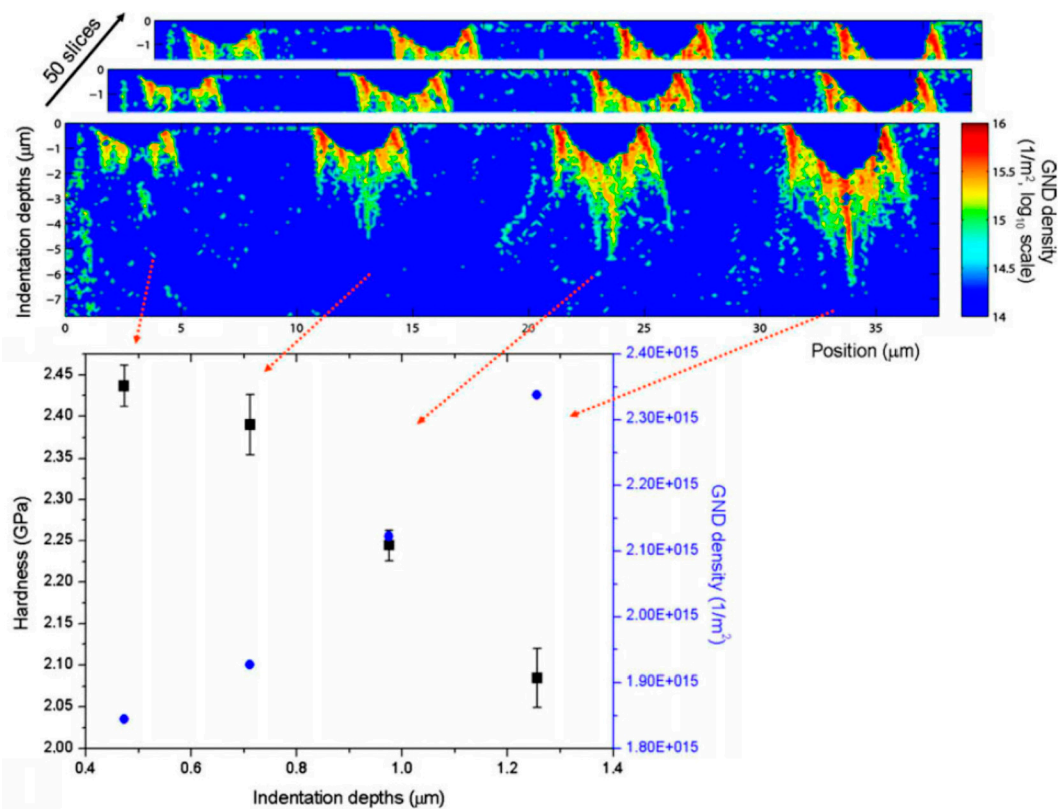 50 slices
0
−1
0
−1
Indentation depths (μm)
0
−1
−2
−3
−4
−5
−6
−7
0 5 10 15 20 25 30 35
Position (μm)
16
15
14.5
14
GND density
(1/m², log₁₀ scale)
2.45
2.40
2.35
2.30
2.25
2.20
2.15
2.10
2.05
2.00
Hardness (GPa)
0.4 0.6 0.8 1.0 1.2 1.4
Indentation depths (μm)
2.40E+015
2.30E+015
2.20E+015
2.10E+015
2.00E+015
1.90E+015
1.80E+015
GND density (1/m²)